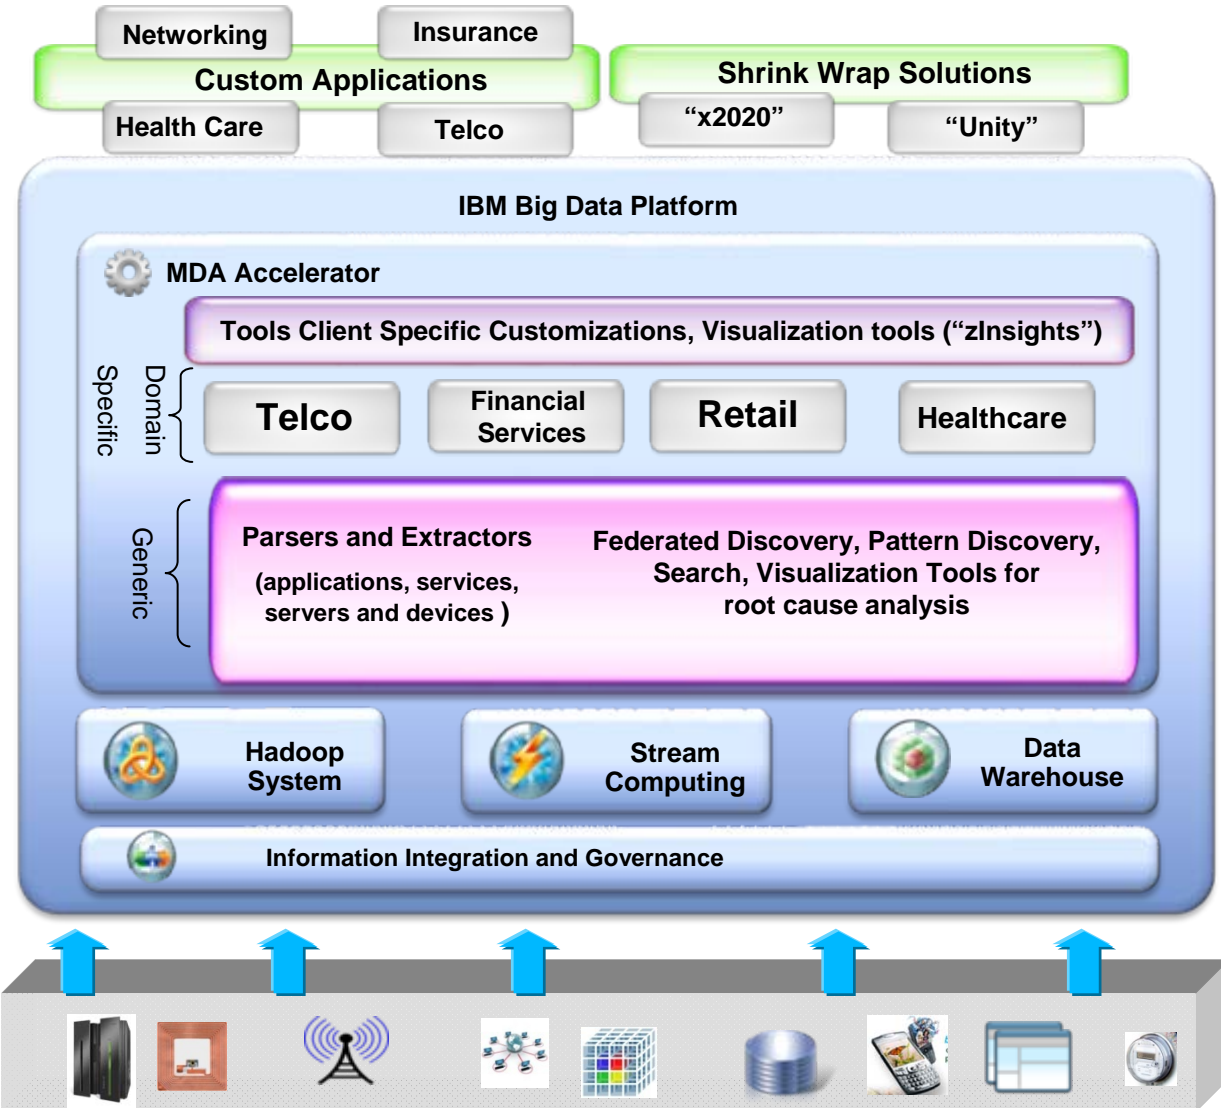 Networking
Insurance
Custom Applications
Shrink Wrap Solutions
Health Care
Telco
“x2020”
“Unity”
IBM Big Data Platform
MDA Accelerator
Tools Client Specific Customizations, Visualization tools (“zInsights”)
Domain
Specific
Telco
Financial
Services
Retail
Healthcare
Generic
Parsers and Extractors
(applications, services,
servers and devices )
Federated Discovery, Pattern Discovery,
Search, Visualization Tools for
root cause analysis
Hadoop
System
Stream
Computing
Data
Warehouse
Information Integration and Governance